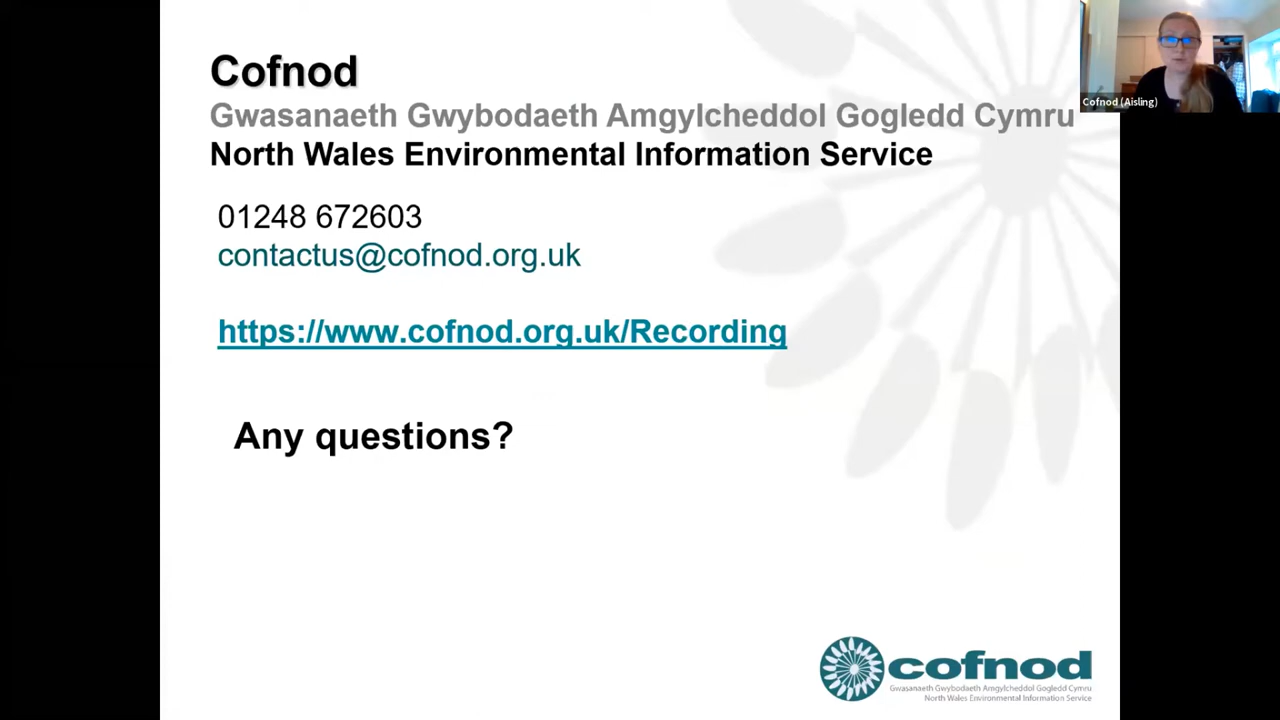 Cofnod
Gwasanaeth Gwybodaeth Amgylcheddol Gogledd Cymru
North Wales Environmental Information Service
01248 672603
contactus@cofnod.org.uk
https://www.cofnod.org.uk/Recording
Any questions?
Cofnod (Aisling)
cofnod
Gwasanaeth Gwybodaeth Amgylcheddol Gogledd Cymru
North Wales Environmental Information Service